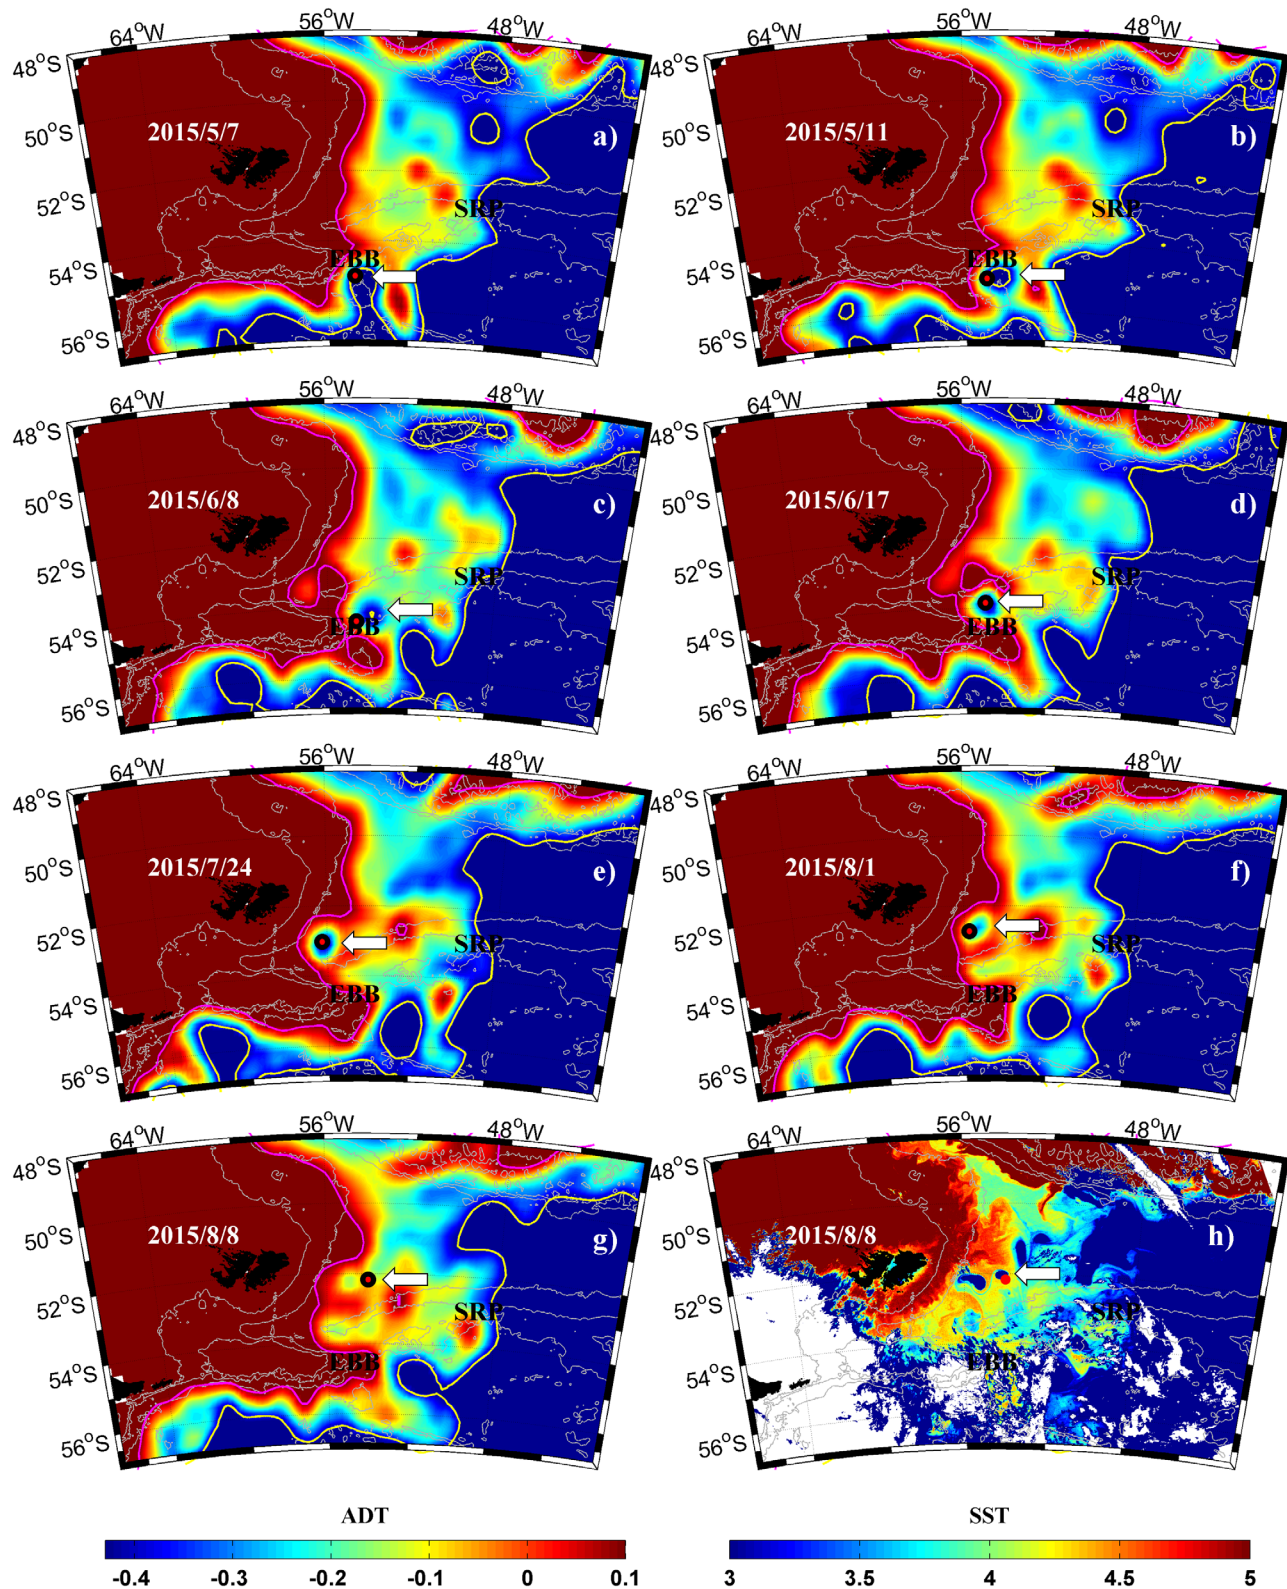 64°W 56°W 48°W
48°S
50°S
52°S
54°S
56°S
2015/5/7
a)
SRP
EBB
64°W 56°W 48°W
48°S
50°S
52°S
54°S
56°S
2015/5/11
b)
SRP
EBB
64°W 56°W 48°W
48°S
50°S
52°S
54°S
56°S
2015/6/8
c)
SRP
EBB
64°W 56°W 48°W
48°S
50°S
52°S
54°S
56°S
2015/6/17
d)
SRP
EBB
64°W 56°W 48°W
48°S
50°S
52°S
54°S
56°S
2015/7/24
e)
SRP
EBB
64°W 56°W 48°W
48°S
50°S
52°S
54°S
56°S
2015/8/1
f)
SRP
EBB
64°W 56°W 48°W
48°S
50°S
52°S
54°S
56°S
2015/8/8
g)
SRP
EBB
64°W 56°W 48°W
48°S
50°S
52°S
54°S
56°S
2015/8/8
h)
SRP
EBB
ADT
-0.4 -0.3 -0.2 -0.1 0 0.1
SST
3 3.5 4 4.5 5